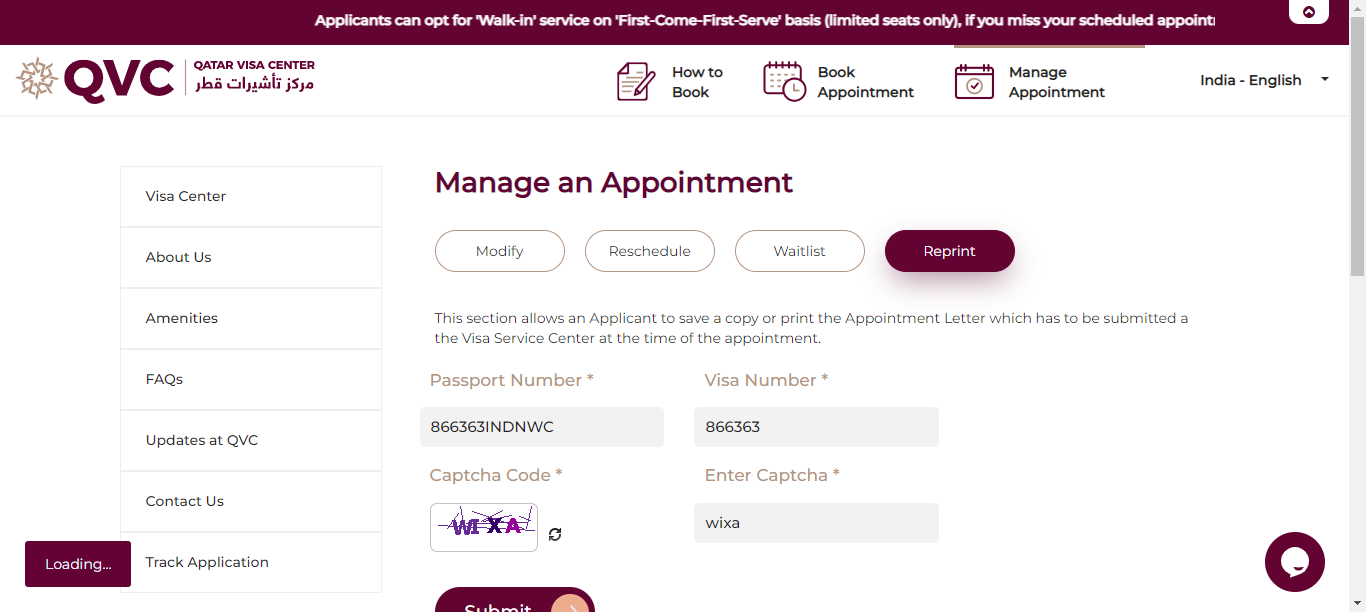 Applicants can opt for 'Walk-in' service on 'First-Come-First-Serve' basis (limited seats only), if you miss your scheduled
QVC
QATAR VISA CENTER
مركز تأشيرات قطر
How to
Book
Book
Appointment
Manage
Appointment
India - English
Visa Center
About Us
Amenities
FAQs
Updates at QVC
Contact Us
Track Application
Loading...
Manage an Appointment
Modify
Reschedule
Waitlist
Reprint
This section allows an Applicant to save a copy or print the Appointment Letter which has to be submitted a
the Visa Service Center at the time of the appointment.
Passport Number *
Visa Number *
866363INDNWC
866363
Captcha Code *
Enter Captcha *
WIXA
wixa
Submit